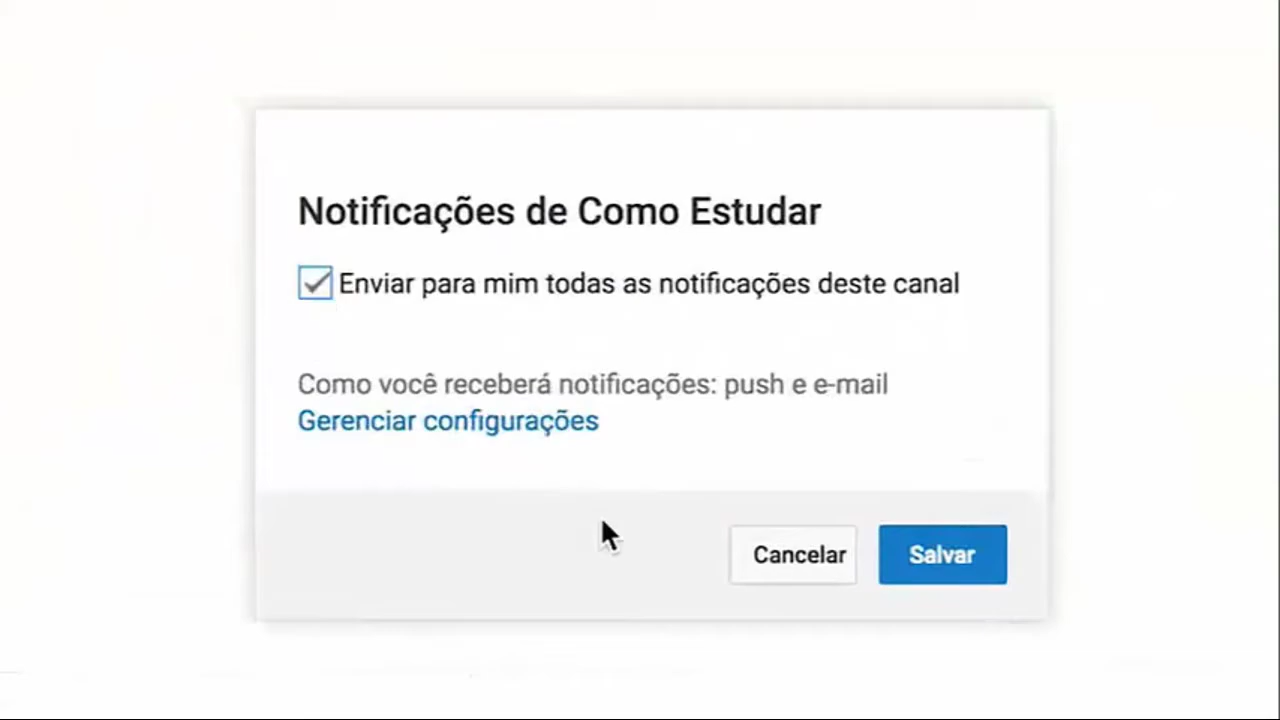 Notificações de Como Estudar
Enviar para mim todas as notificações deste canal
Como você receberá notificações: push e e-mail
Gerenciar configurações
Cancelar
Salvar